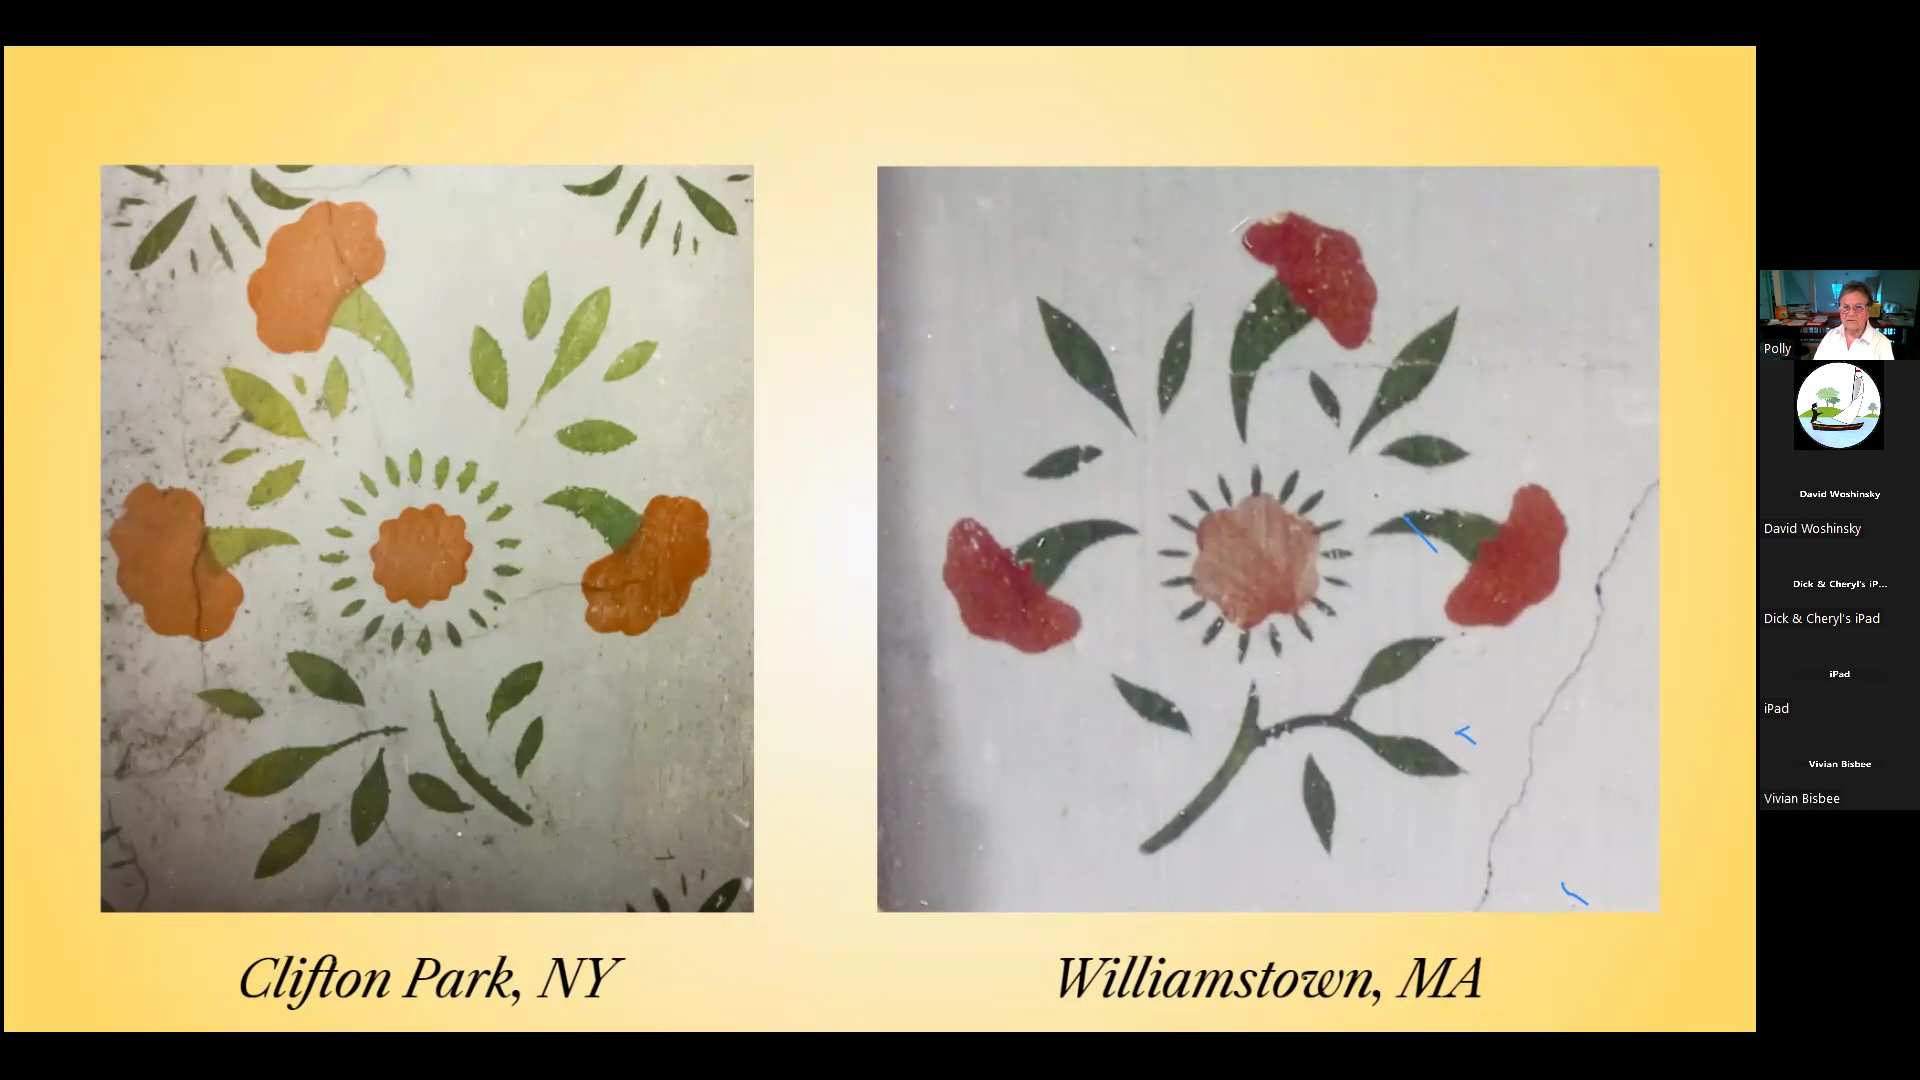 Clifton Park, NY
Williamstown, MA
Polly
David Woshinsky
David Woshinsky
Dick & Cheryl's iP...
Dick & Cheryl's iPad
iPad
iPad
Vivian Bisbee
Vivian Bisbee